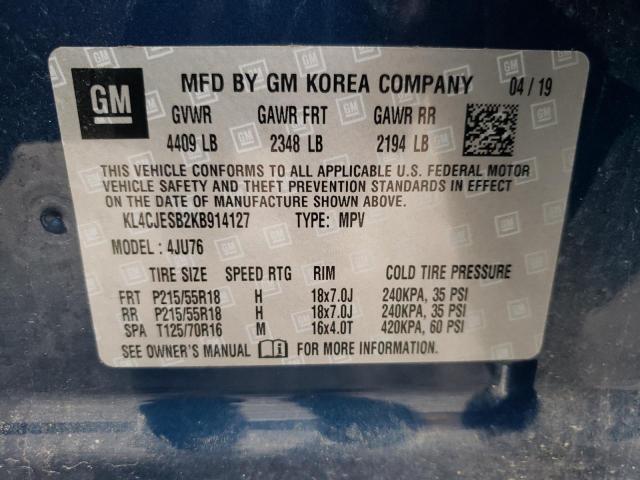 GM MFD BY GM KOREA COMPANY 04 / 19
GVWR GAWR FRT GAWR RR
4409 LB 2348 LB 2194 LB
THIS VEHICLE CONFORMS TO ALL APPLICABLE U.S. FEDERAL MOTOR
VEHICLE SAFETY AND THEFT PREVENTION STANDARDS IN EFFECT
ON THE DATE OF MANUFACTURE SHOWN ABOVE.
KL4CJESB2KB914127 TYPE: MPV
MODEL : 4JU76
TIRE SIZE SPEED RTG RIM COLD TIRE PRESSURE
FRT P215/55R18 H 18x7.0J 240KPA, 35 PSI
RR P215/55R18 H 18x7.0J 240KPA, 35 PSI
SPA T125/70R16 M 16x4.0T 420KPA, 60 PSI
SEE OWNER'S MANUAL FOR MORE INFORMATION.